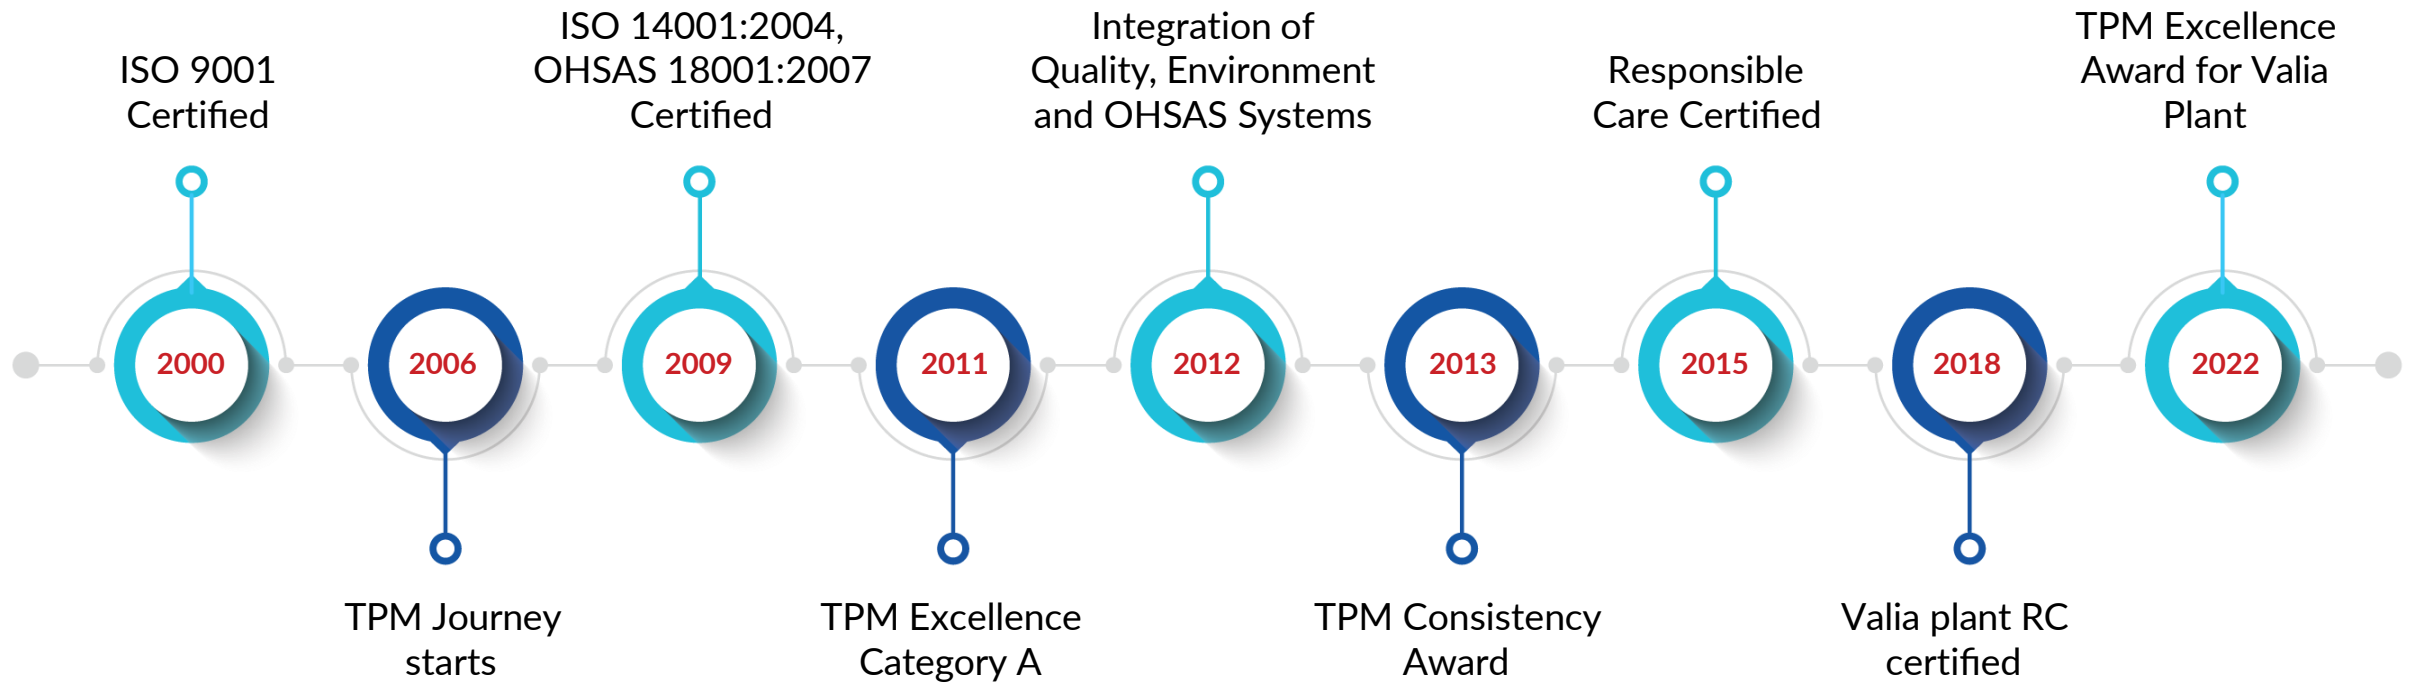 ISO 9001
Certified
2000
2006
TPM Journey
starts
ISO 14001:2004,
OHSAS 18001:2007
Certified
2009
2011
TPM Excellence
Category A
Integration of
Quality, Environment
and OHSAS Systems
2012
2013
TPM Consistency
Award
Responsible
Care Certified
2015
2018
Valia plant RC
certified
TPM Excellence
Award for Valia
Plant
2022